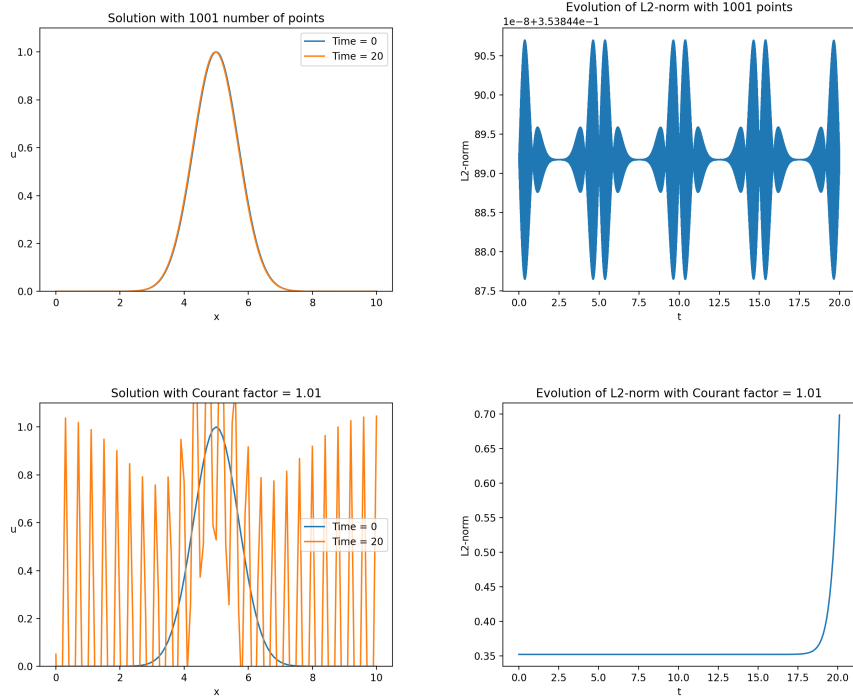 Solution with 1001 number of points
Time = 0
Time = 20
1.0
0.8
0.6
0.4
0.2
0.0
u
0 2 4 6 8 10
x
Evolution of L2-norm with 1001 points
1e−8+3.53844e−1
90.5
90.0
89.5
89.0
88.5
88.0
87.5
L2-norm
0.0 2.5 5.0 7.5 10.0 12.5 15.0 17.5 20.0
t
Solution with Courant factor = 1.01
1.0
0.8
0.6
0.4
0.2
0.0
u
Time = 0
Time = 20
0 2 4 6 8 10
x
Evolution of L2-norm with Courant factor = 1.01
0.70
0.65
0.60
0.55
0.50
0.45
0.40
0.35
L2-norm
0.0 2.5 5.0 7.5 10.0 12.5 15.0 17.5 20.0
t